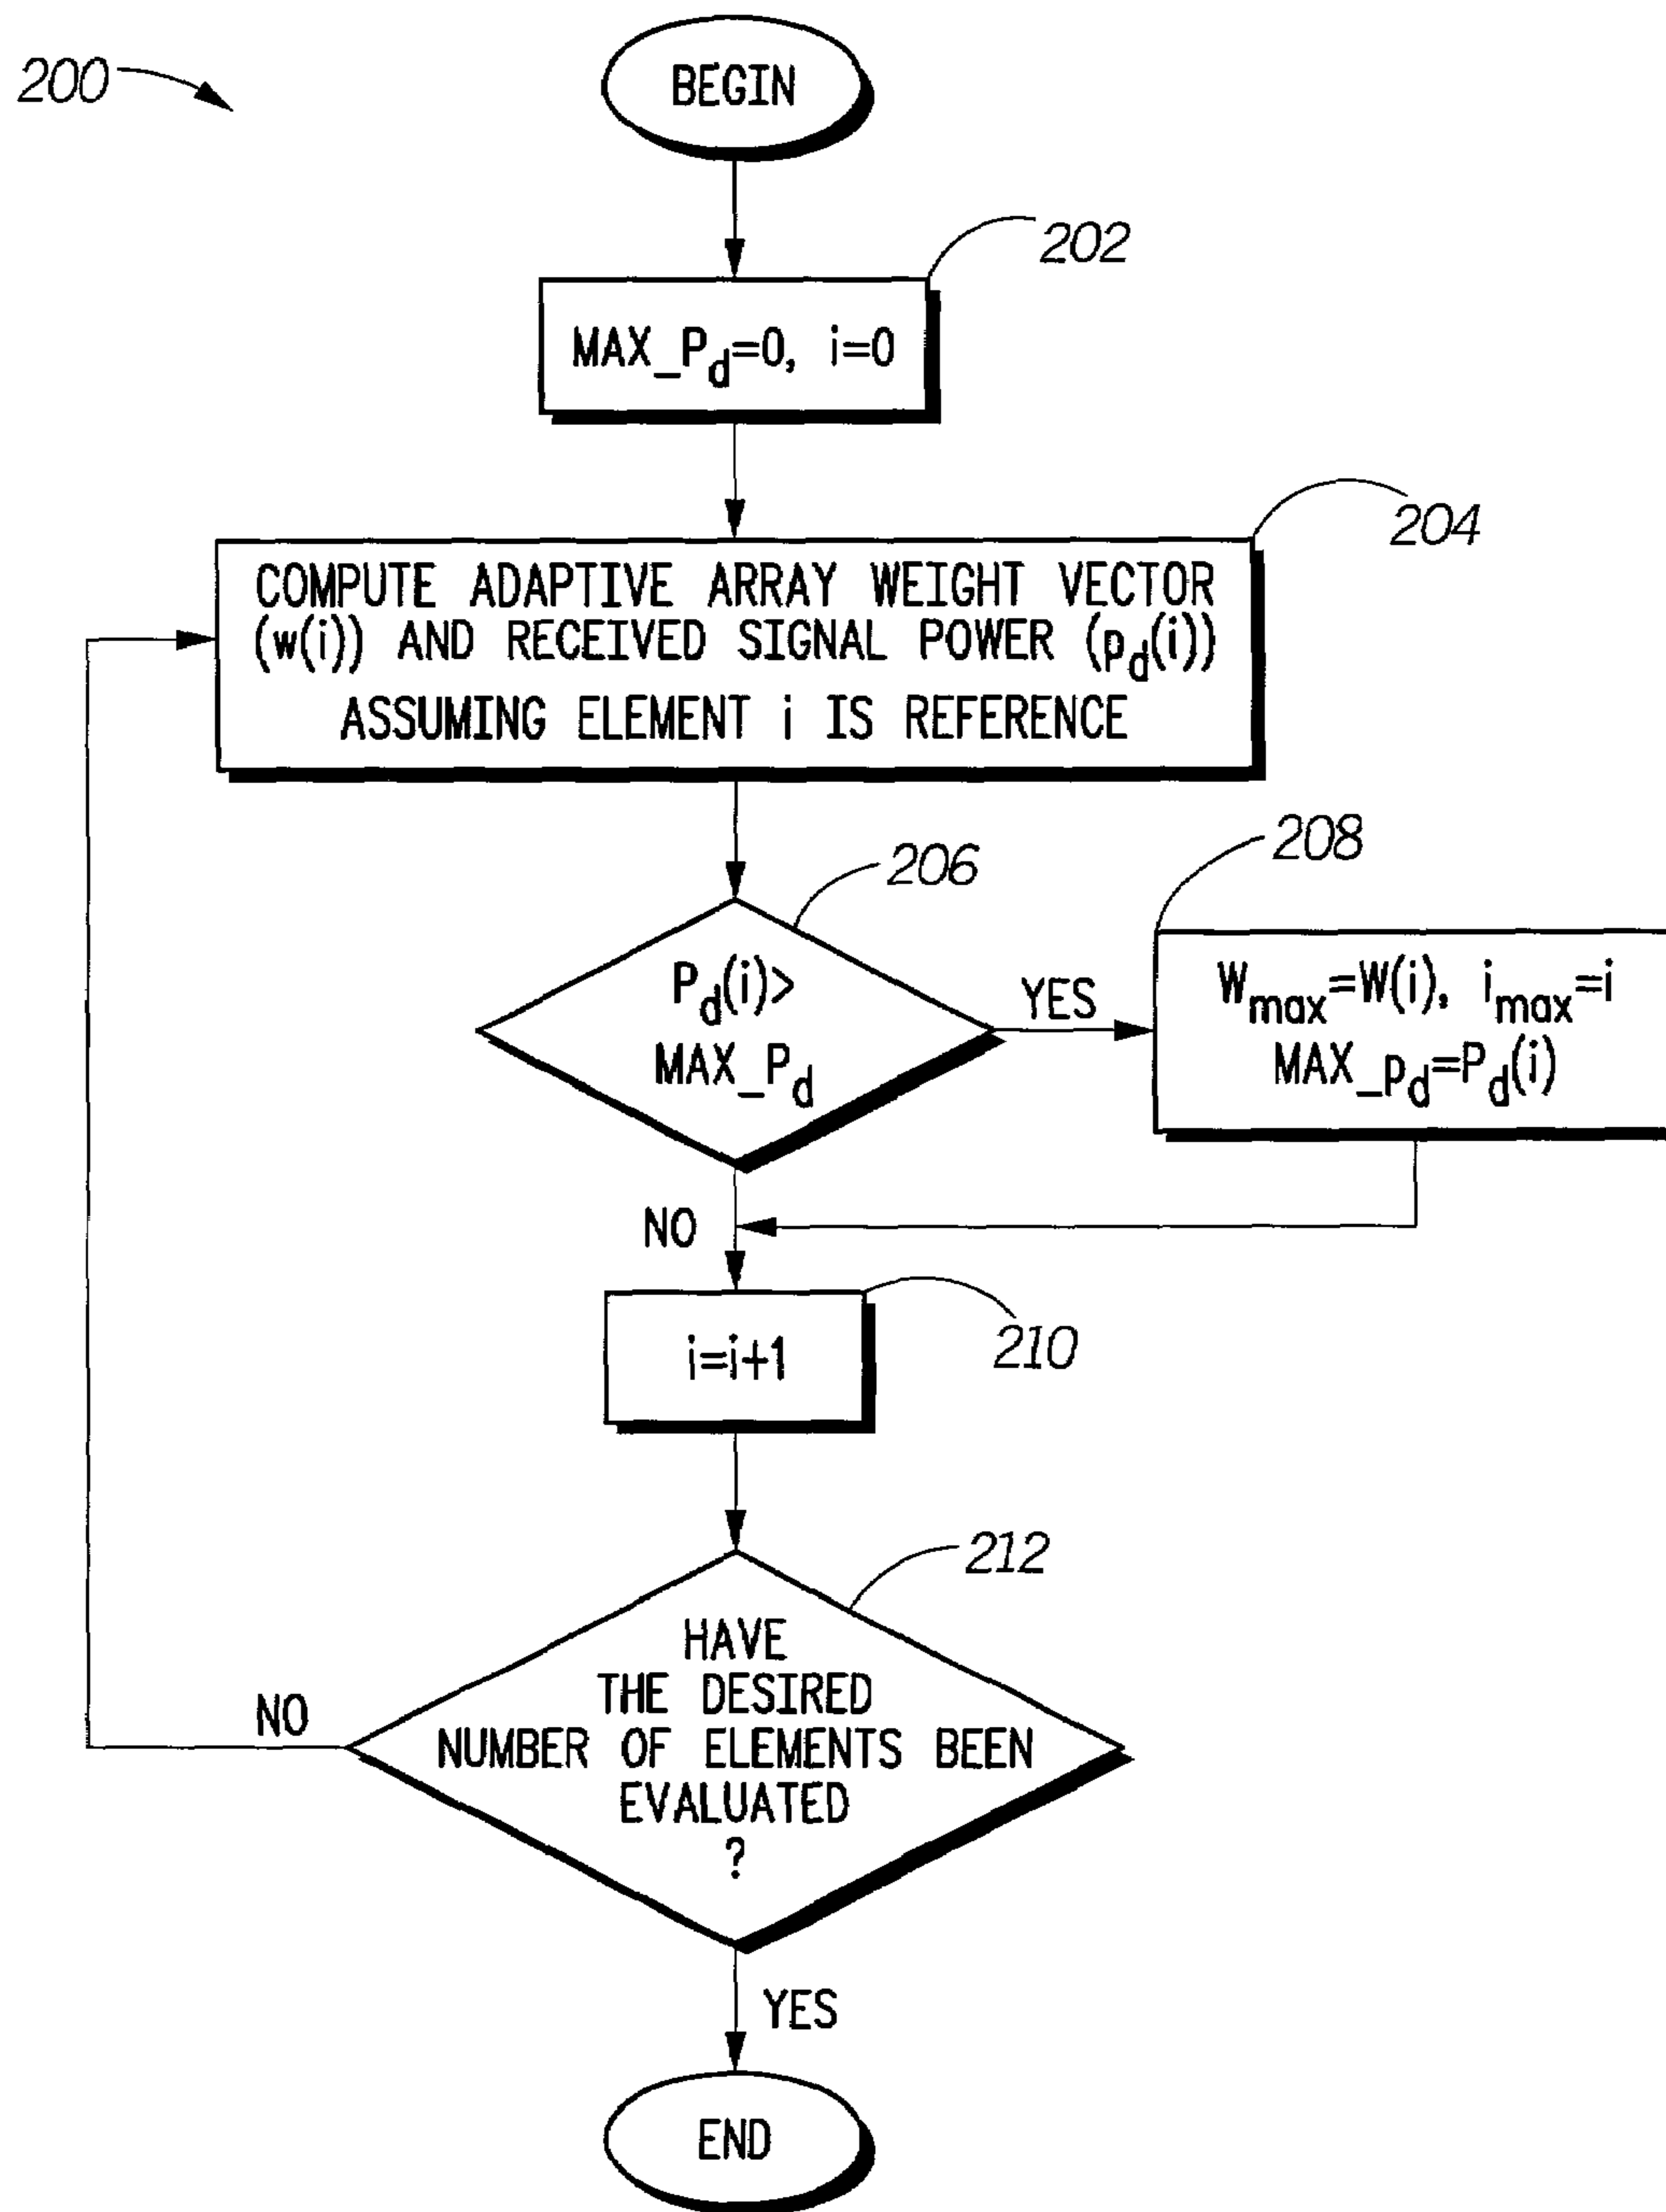 200
BEGIN
202
MAX_Pd=0, i=0
204
COMPUTE ADAPTIVE ARRAY WEIGHT VECTOR
(w(i)) AND RECEIVED SIGNAL POWER (pd(i))
ASSUMING ELEMENT i IS REFERENCE
206
Pd(i)>
MAX_Pd
YES
208
Wmax=W(i), imax=i
MAX_pd=Pd(i)
NO
210
i=i+1
212
HAVE
THE DESIRED
NUMBER OF ELEMENTS BEEN
EVALUATED
?
NO
YES
END